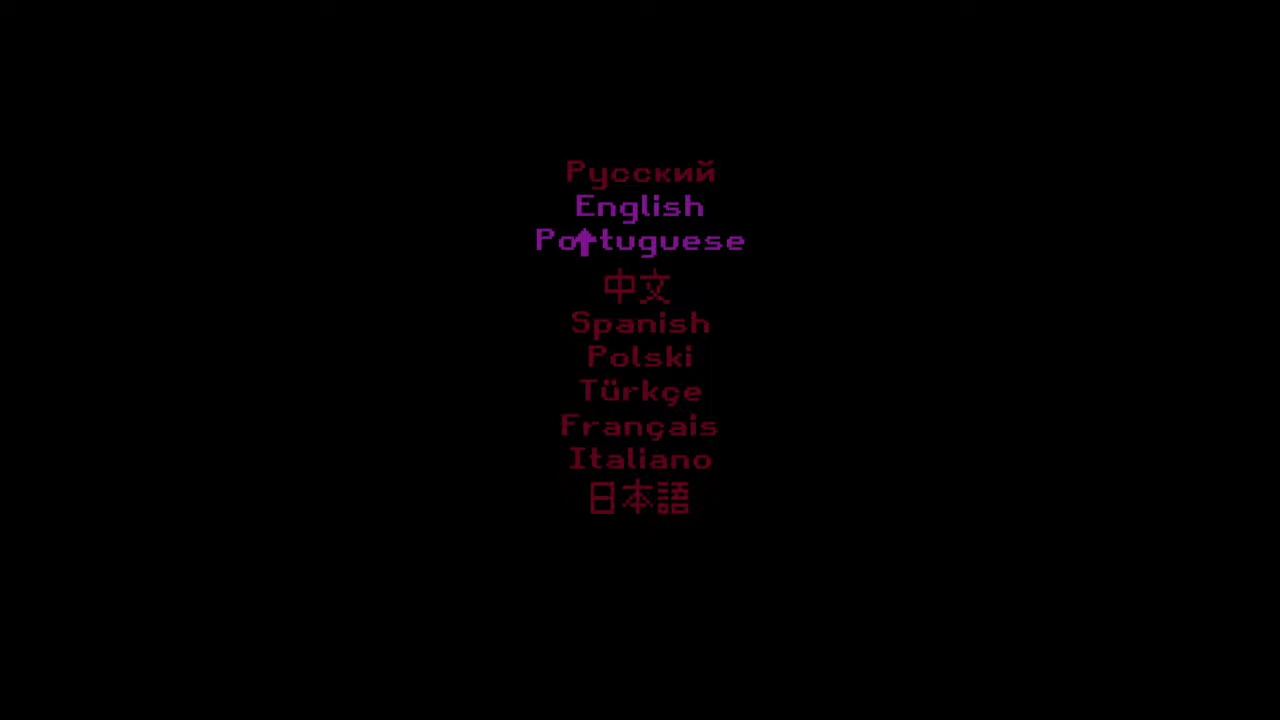 Русский
English
Portuguese
中文
Spanish
Polski
Türkçe
Français
Italiano
日本語